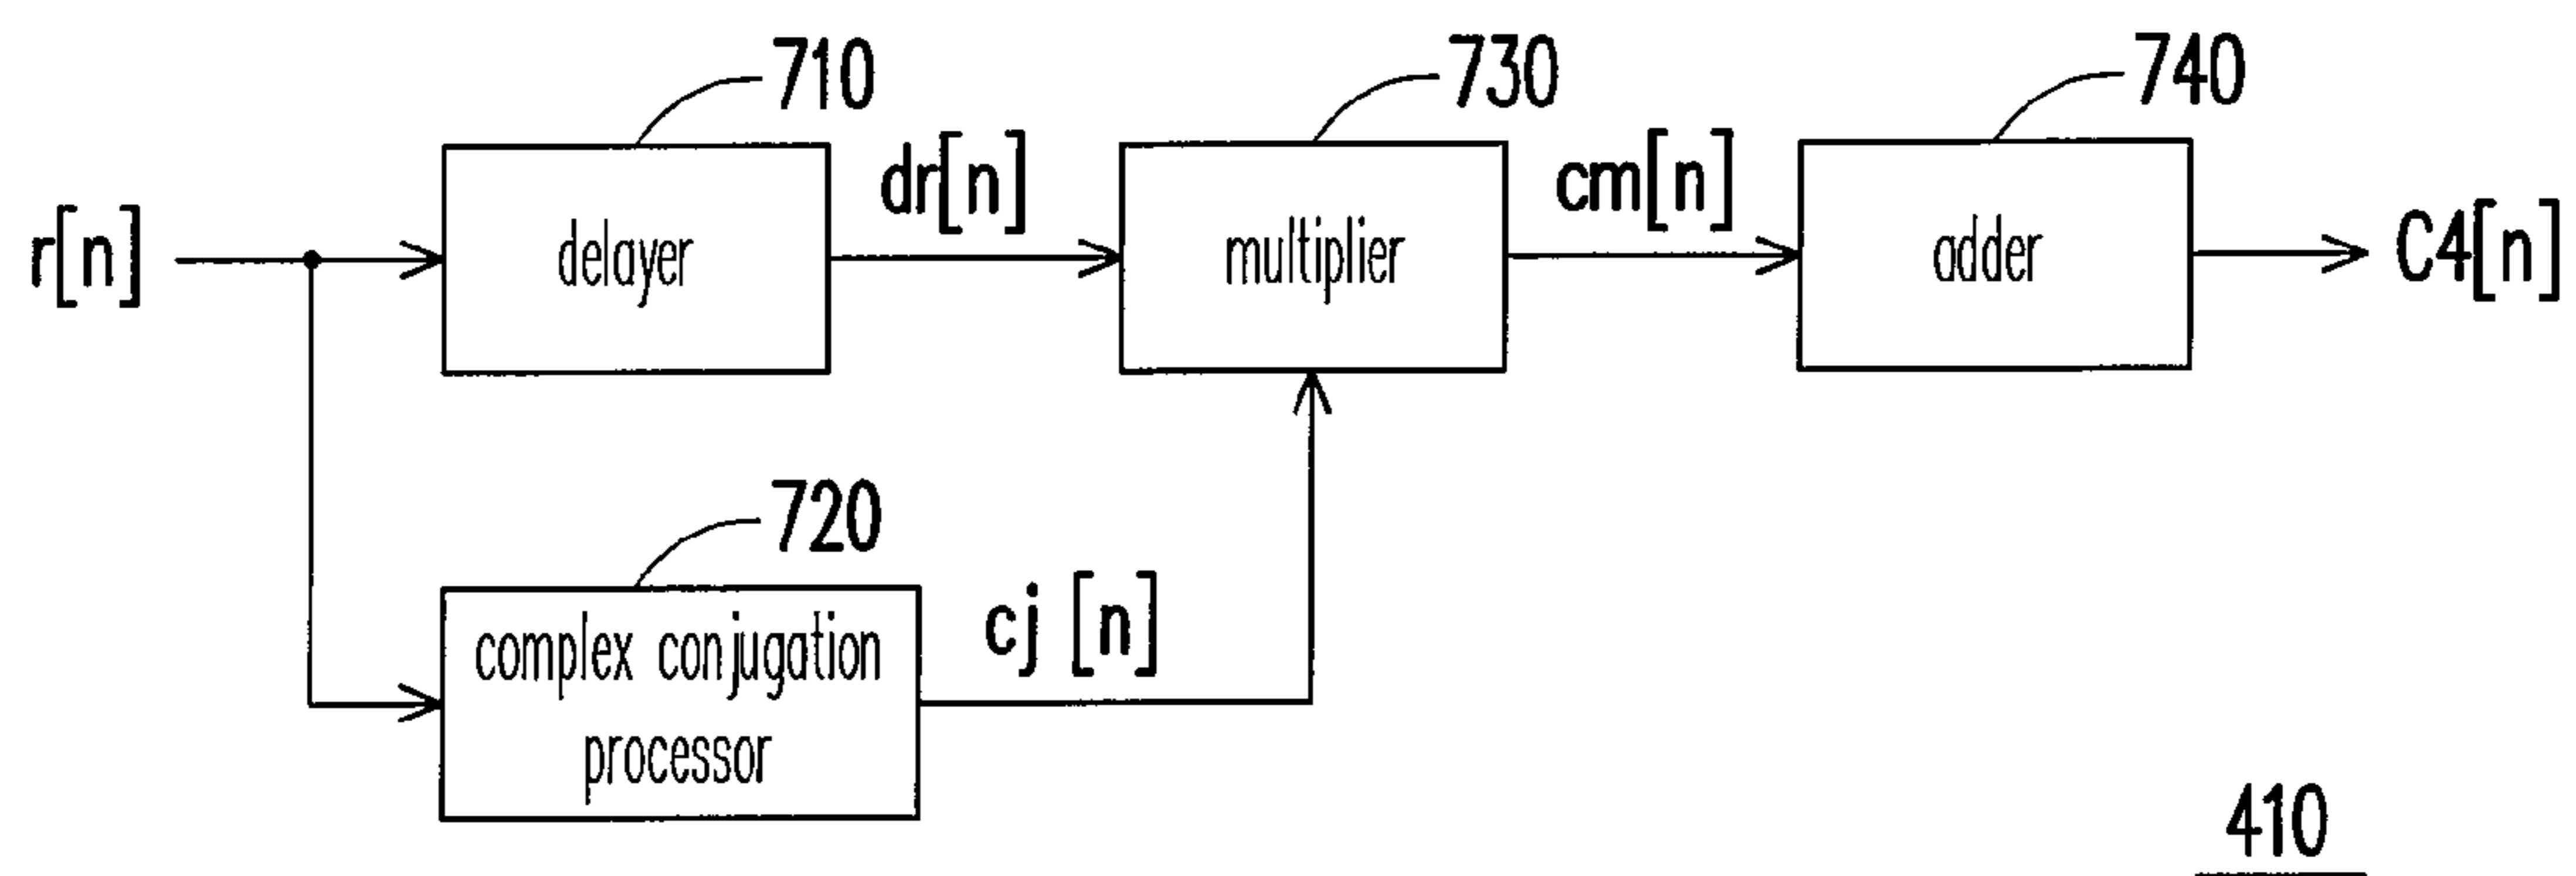 710
730
740
r[n]
delayer
dr[n]
multiplier
cm[n]
adder
C4[n]
720
complex conjugation
processor
cj [n]
410